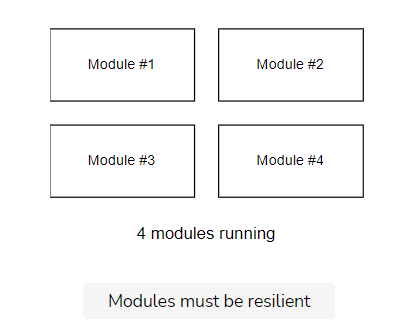 Module #1
Module #2
Module #3
Module #4
4 modules running
Modules must be resilient